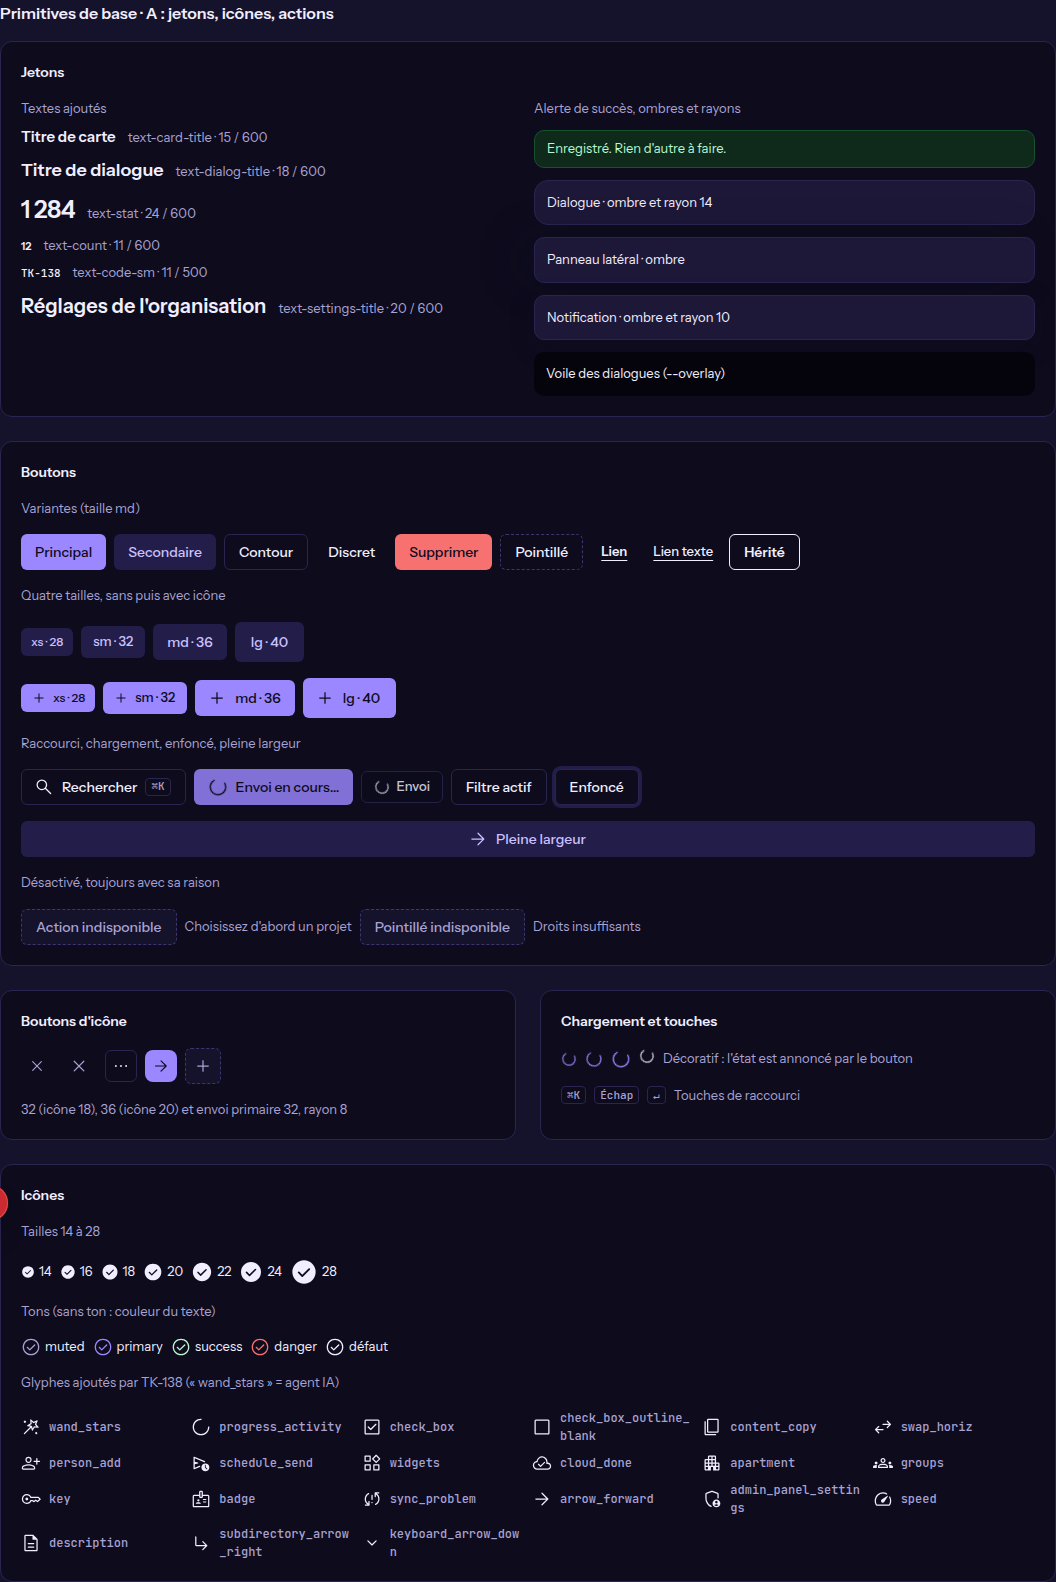 Primitives de base · A : jetons, icônes, actions
Jetons
Textes ajoutés
Titre de carte text-card-title · 15 / 600
Titre de dialogue text-dialog-title · 18 / 600
1 284 text-stat · 24 / 600
12 text-count · 11 / 600
TK-138 text-code-sm · 11 / 500
Réglages de l'organisation text-settings-title · 20 / 600
Alerte de succès, ombres et rayons
Enregistré. Rien d'autre à faire.
Dialogue · ombre et rayon 14
Panneau latéral · ombre
Notification · ombre et rayon 10
Voile des dialogues (--overlay)
Boutons
Variantes (taille md)
Principal Secondaire Contour Discret Supprimer Pointillé Lien Lien texte Hérité
Quatre tailles, sans puis avec icône
xs · 28 sm · 32 md · 36 lg · 40
xs · 28 sm · 32 md · 36 lg · 40
Raccourci, chargement, enfoncé, pleine largeur
Rechercher ⌘K Envoi en cours… Envoi Filtre actif Enfoncé
Pleine largeur
Désactivé, toujours avec sa raison
Action indisponible Choisissez d'abord un projet Pointillé indisponible Droits insuffisants
Boutons d'icône
32 (icône 18), 36 (icône 20) et envoi primaire 32, rayon 8
Chargement et touches
Décoratif : l'état est annoncé par le bouton
⌘K Échap ↵ Touches de raccourci
Icônes
Tailles 14 à 28
14 16 18 20 22 24 28
Tons (sans ton : couleur du texte)
muted primary success danger défaut
Glyphes ajoutés par TK-138 (« wand_stars » = agent IA)
wand_stars progress_activity check_box check_box_outline_ content_copy swap_horiz
blank
person_add schedule_send widgets cloud_done apartment groups
key badge sync_problem arrow_forward admin_panel_settin speed
gs
description subdirectory_arrow keyboard_arrow_dow
_right n